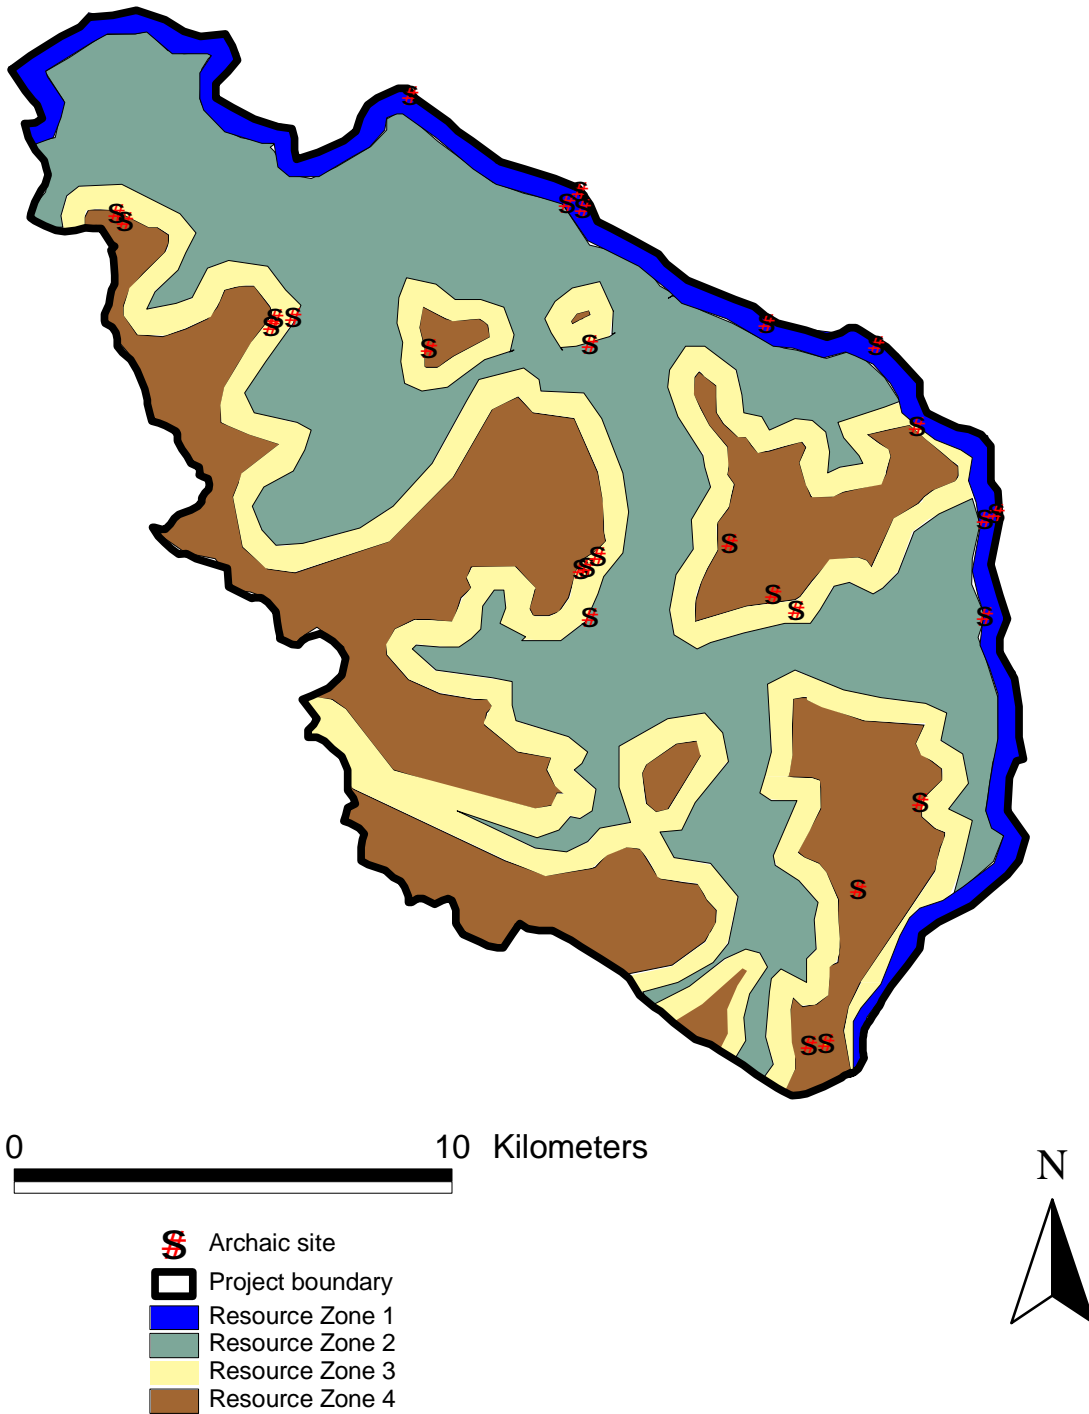 0 10 Kilometers
N
Archaic site
Project boundary
Resource Zone 1
Resource Zone 2
Resource Zone 3
Resource Zone 4